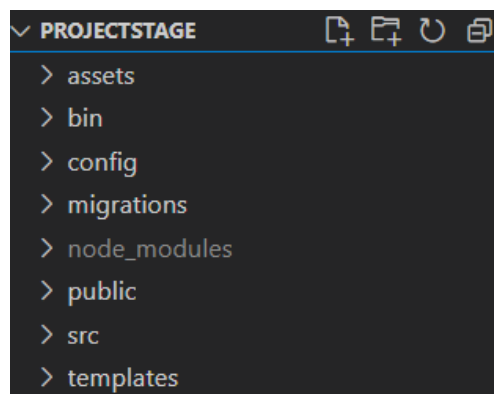 PROJECTSTAGE
assets
bin
config
migrations
node_modules
public
src
templates